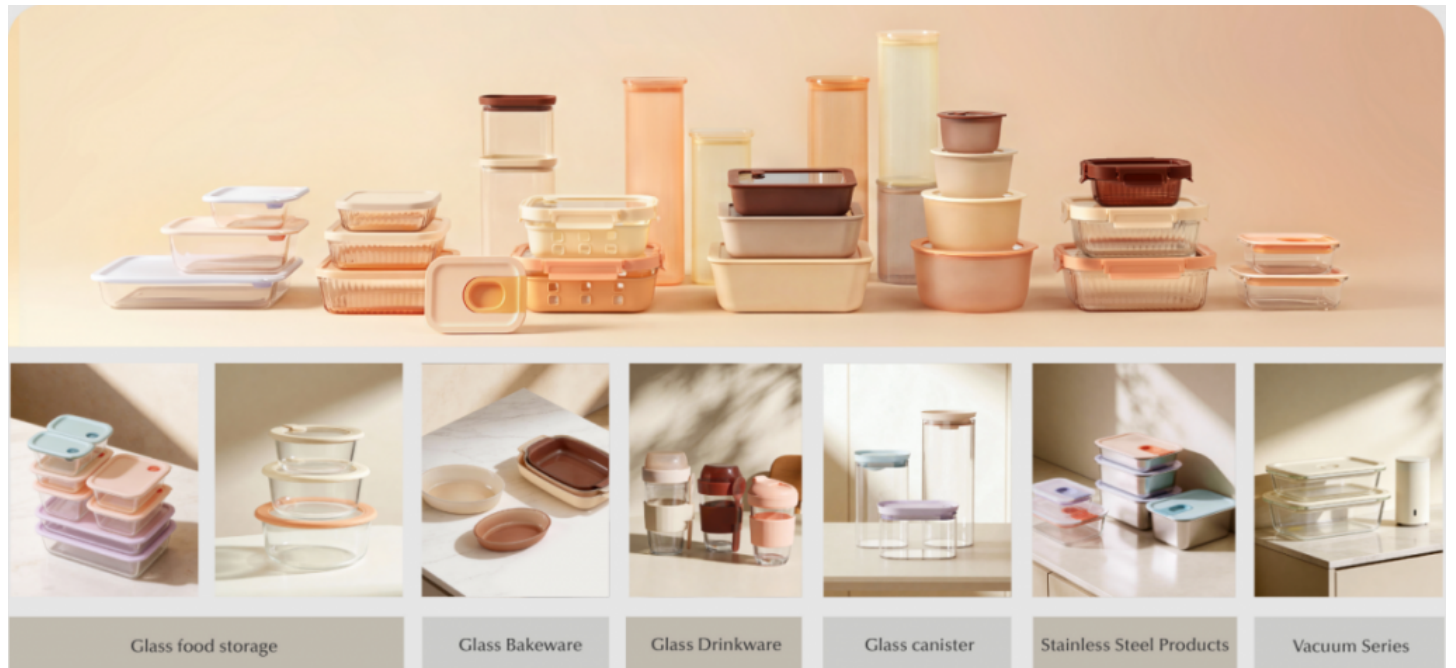 Glass food storage
Glass Bakeware
Glass Drinkware
Glass canister
Stainless Steel Products
Vacuum Series